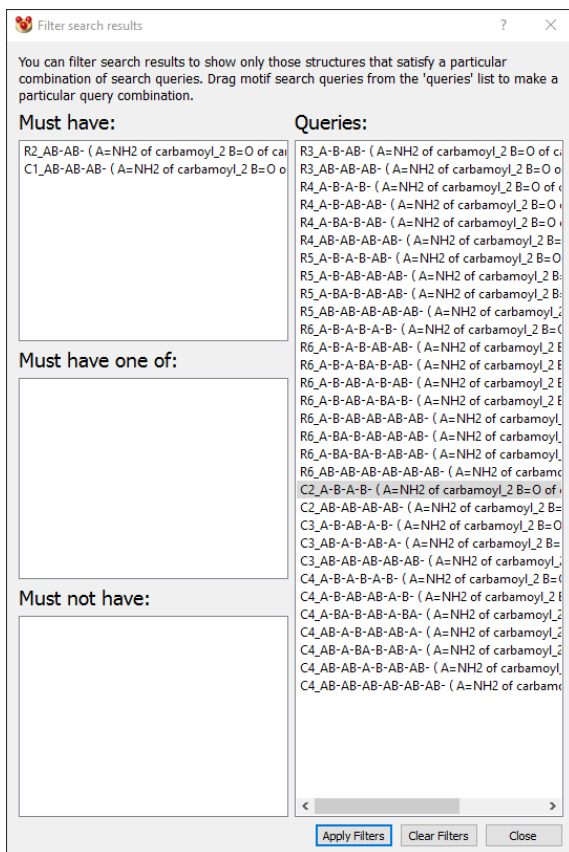 Filter search results
?
You can filter search results to show only those structures that satisfy a particular
combination of search queries. Drag motif search queries from the 'queries' list to make a
particular query combination.
Must have:
R2_AB-AB- ( A=NH2 of carbamoyl_2 B=O of ca
C1_AB-AB-AB- ( A=NH2 of carbamoyl_2 B=O o
Must have one of:
Must not have:
Queries:
R3_A-B-AB- ( A=NH2 of carbamoyl_2 B=O of ca
R3_AB-AB-AB- ( A=NH2 of carbamoyl_2 B=O o
R4_A-B-A-B- ( A=NH2 of carbamoyl_2 B=O of c
R4_A-B-AB-AB- ( A=NH2 of carbamoyl_2 B=O
R4_A-BA-B-AB- ( A=NH2 of carbamoyl_2 B=O
R4_AB-AB-AB-AB- ( A=NH2 of carbamoyl_2 B=
R5_A-B-A-B-AB- ( A=NH2 of carbamoyl_2 B=O
R5_A-B-AB-AB-AB- ( A=NH2 of carbamoyl_2 B
R5_A-BA-B-AB-AB- ( A=NH2 of carbamoyl_2 B
R5_AB-AB-AB-AB-AB- ( A=NH2 of carbamoyl_2
R6_A-B-A-B-A-B- ( A=NH2 of carbamoyl_2 B=
R6_A-B-A-B-AB-AB- ( A=NH2 of carbamoyl_2 B
R6_A-B-A-BA-B-AB- ( A=NH2 of carbamoyl_2 B
R6_A-B-AB-A-B-AB- ( A=NH2 of carbamoyl_2 B
R6_A-B-AB-A-BA-B- ( A=NH2 of carbamoyl_2 B
R6_A-B-AB-AB-AB-AB- ( A=NH2 of carbamoyl_
R6_A-BA-B-AB-AB-AB- ( A=NH2 of carbamoyl_
R6_A-BA-BA-B-AB-AB- ( A=NH2 of carbamoyl_
R6_AB-AB-AB-AB-AB-AB- ( A=NH2 of carbamo
C2_A-B-A-B- ( A=NH2 of carbamoyl_2 B=O of
C2_AB-AB-AB-AB- ( A=NH2 of carbamoyl_2 B=
C3_A-B-AB-A-B- ( A=NH2 of carbamoyl_2 B=O
C3_AB-A-B-AB-A- ( A=NH2 of carbamoyl_2 B=
C3_AB-AB-AB-AB-AB- ( A=NH2 of carbamoyl_2
C4_A-B-A-B-A-B- ( A=NH2 of carbamoyl_2 B=
C4_A-B-AB-AB-A-B- ( A=NH2 of carbamoyl_2 B
C4_A-BA-B-AB-A-BA- ( A=NH2 of carbamoyl_2
C4_AB-A-B-AB-AB-A- ( A=NH2 of carbamoyl_2
C4_AB-A-BA-B-AB-A- ( A=NH2 of carbamoyl_2
C4_AB-AB-A-B-AB-AB- ( A=NH2 of carbamoyl_
C4_AB-AB-AB-AB-AB-AB- ( A=NH2 of carbamo
Apply Filters
Clear Filters
Close